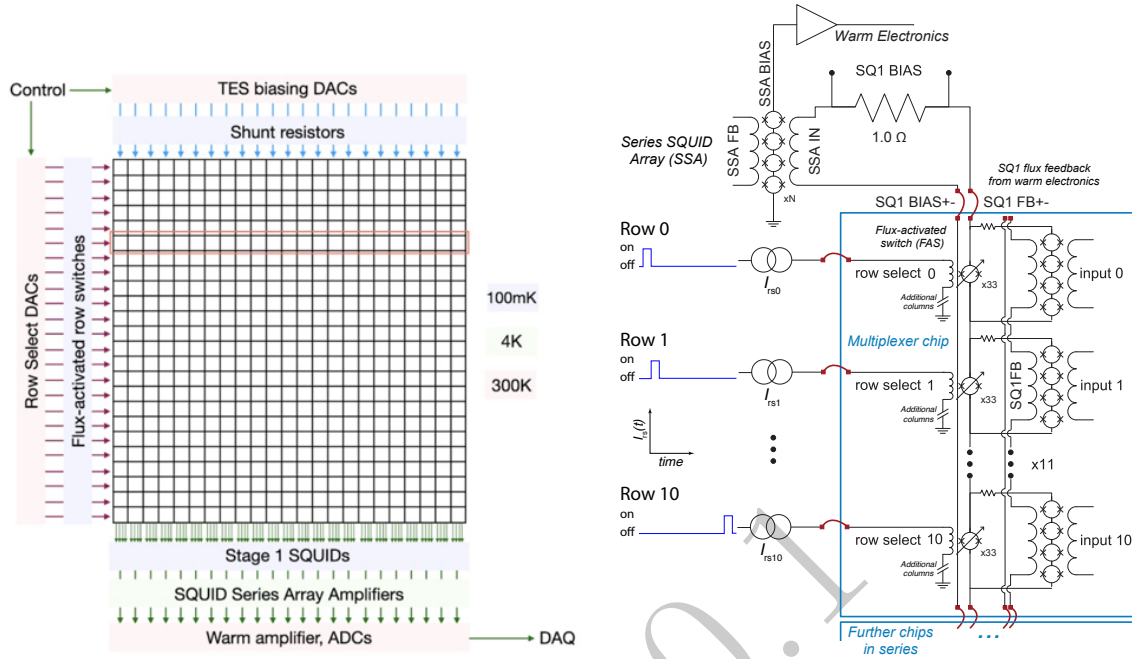 Control
TES biasing DACs
Shunt resistors
Row Select DACs
Flux-activated row switches
100mK
4K
300K
Stage 1 SQUIDs
SQUID Series Array Amplifiers
Warm amplifier, ADCs
DAQ
Warm Electronics
SSA BIAS
SQ1 BIAS
1.0 Ω
SSA FB
SSA IN
Series SQUID
Array (SSA)
xN
SQ1 flux feedback
from warm electronics
SQ1 BIAS+-
SQ1 FB+-
Row 0
on
off
Irs0
Flux-activated
switch (FAS)
row select 0
x33
input 0
Additional
columns
Multiplexer chip
Row 1
on
off
Irs1
row select 1
x33
SQ1FB
input 1
Additional
columns
Irs(t)
time
x11
Row 10
on
off
Irs10
row select 10
x33
input 10
Additional
columns
Further chips
in series
0.1